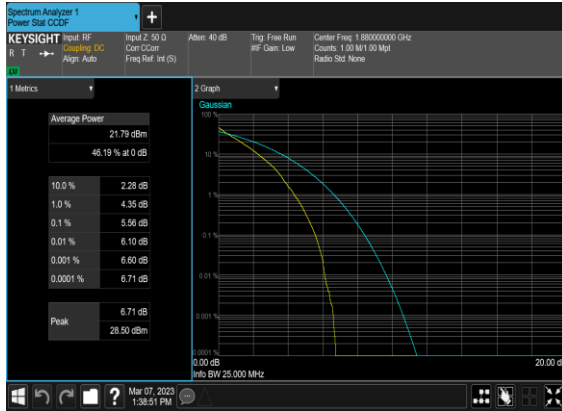 Spectrum Analyzer 1
Power Stat CCDF
+
KEYSIGHT
R T
LU
Input: RF
Coupling: DC
Align: Auto
Input Z: 50 Ω
Corr CCorr
Freq Ref: Int (S)
Atten: 40 dB
Trig: Free Run
#IF Gain: Low
Center Freq: 1.880000000 GHz
Counts: 1.00 M/1.00 Mpt
Radio Std: None
1 Metrics
Average Power
21.79 dBm
46.19 % at 0 dB
10.0 % 2.28 dB
1.0 % 4.35 dB
0.1 % 5.56 dB
0.01 % 6.10 dB
0.001 % 6.60 dB
0.0001 % 6.71 dB
Peak
6.71 dB
28.50 dBm
2 Graph
Gaussian
100 %
10 %
1 %
0.1 %
0.01 %
0.001 %
0.0001 %
0.00 dB
20.00 d
Info BW 25.000 MHz
?
Mar 07, 2023
1:38:51 PM